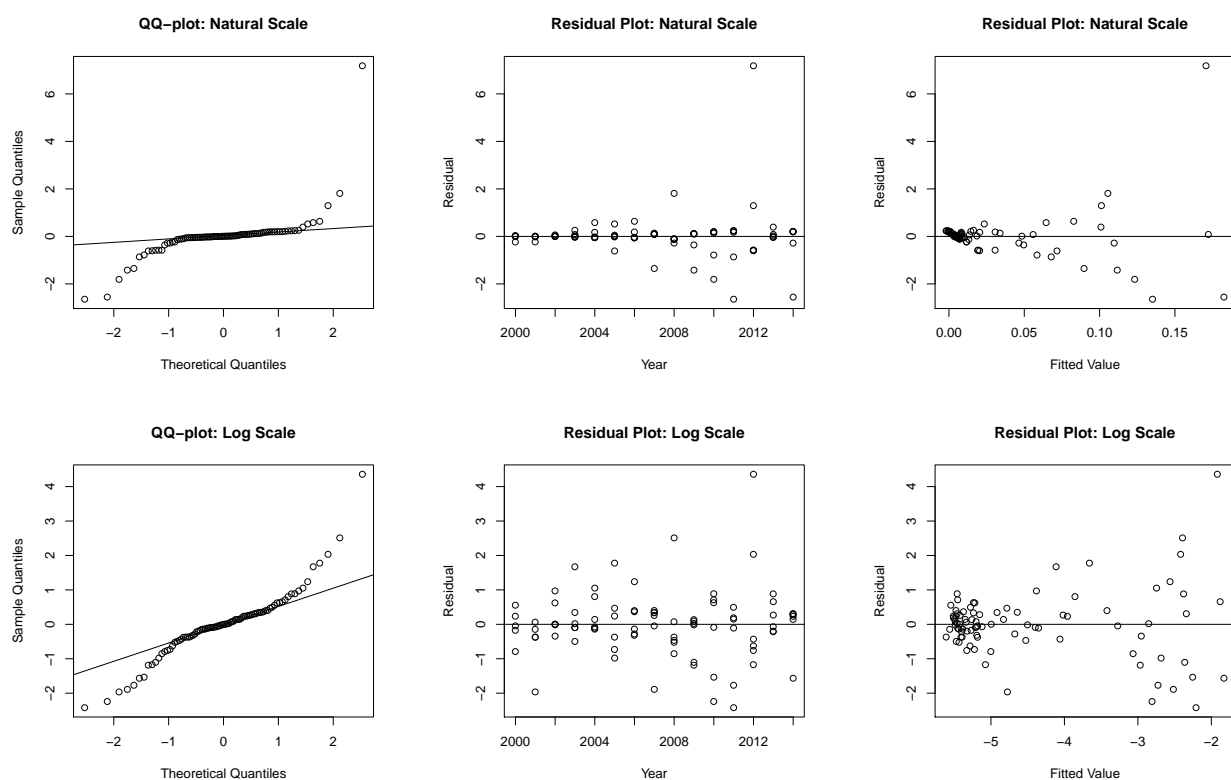 QQ−plot: Natural Scale
Sample Quantiles
−2 0 2 4 6
−2 −1 0 1 2
Theoretical Quantiles
Residual Plot: Natural Scale
Residual
−2 0 2 4 6
2000 2004 2008 2012
Year
Residual Plot: Natural Scale
Residual
−2 0 2 4 6
0.00 0.05 0.10 0.15
Fitted Value
QQ−plot: Log Scale
Sample Quantiles
−2 −1 0 1 2 3 4
−2 −1 0 1 2
Theoretical Quantiles
Residual Plot: Log Scale
Residual
−2 −1 0 1 2 3 4
2000 2004 2008 2012
Year
Residual Plot: Log Scale
Residual
−2 −1 0 1 2 3 4
−5 −4 −3 −2
Fitted Value